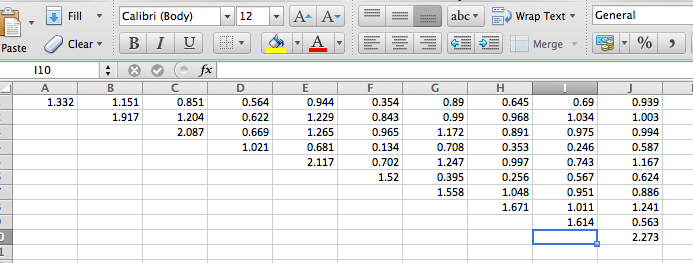 Fill Calibri (Body) 12 A A abc Wrap Text General
Paste Clear B I U A Merge % ,
I10 fx
A B C D E F G H I J
1.332 1.151 0.851 0.564 0.944 0.354 0.89 0.645 0.69 0.939
1.917 1.204 0.622 1.229 0.843 0.99 0.968 1.034 1.003
2.087 0.669 1.265 0.965 1.172 0.891 0.975 0.994
1.021 0.681 0.134 0.708 0.353 0.246 0.587
2.117 0.702 1.247 0.997 0.743 1.167
1.52 0.395 0.256 0.567 0.624
1.558 1.048 0.951 0.886
1.671 1.011 1.241
1.614 0.563
2.273